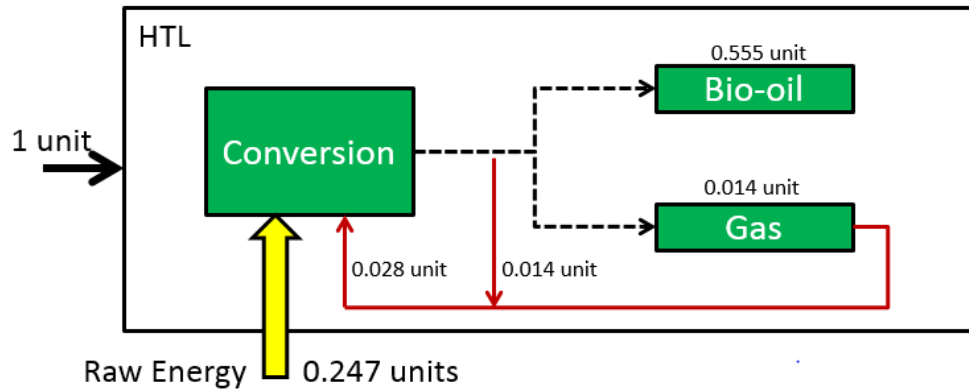 HTL
0.555 unit
Bio-oil
1 unit
Conversion
0.014 unit
Gas
0.028 unit
0.014 unit
Raw Energy
0.247 units